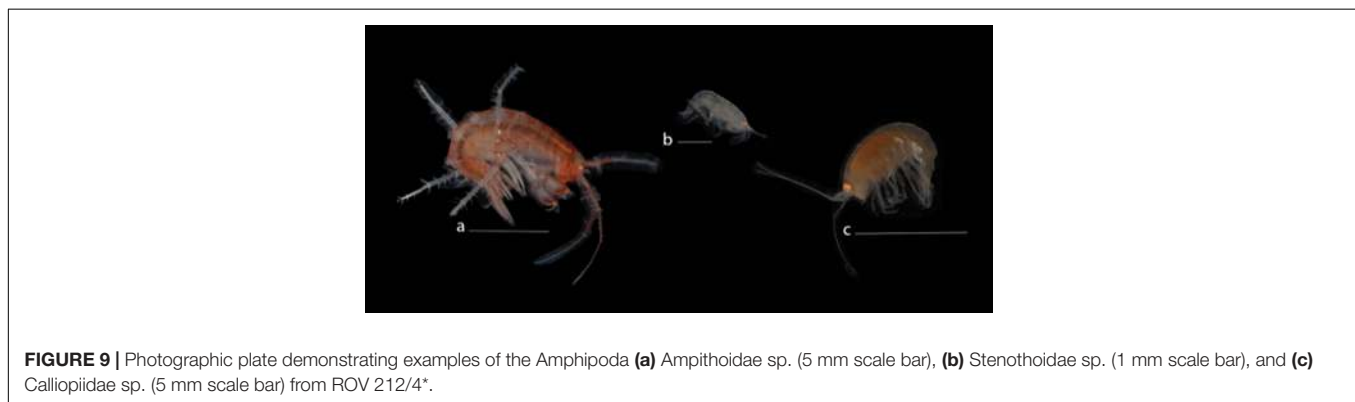 b
a
c
FIGURE 9 | Photographic plate demonstrating examples of the Amphipoda (a) Ampithoidae sp. (5 mm scale bar), (b) Stenothoidae sp. (1 mm scale bar), and (c)
Calliopiidae sp. (5 mm scale bar) from ROV 212/4*.